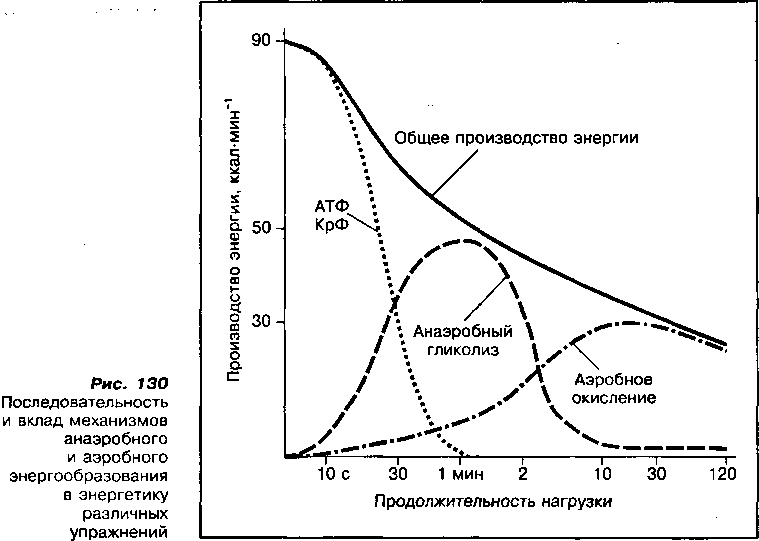 90
50
30
Производство энергии, ккал·мин⁻¹
Общее производство энергии
АТФ
КрФ
Анаэробный
гликолиз
Аэробное
окисление
10 с
30
1 мин
2
10
30
120
Продолжительность нагрузки
Рис. 130
Последовательность
и вклад механизмов
анаэробного
и аэробного
энергообразования
в энергетику
различных
упражнений